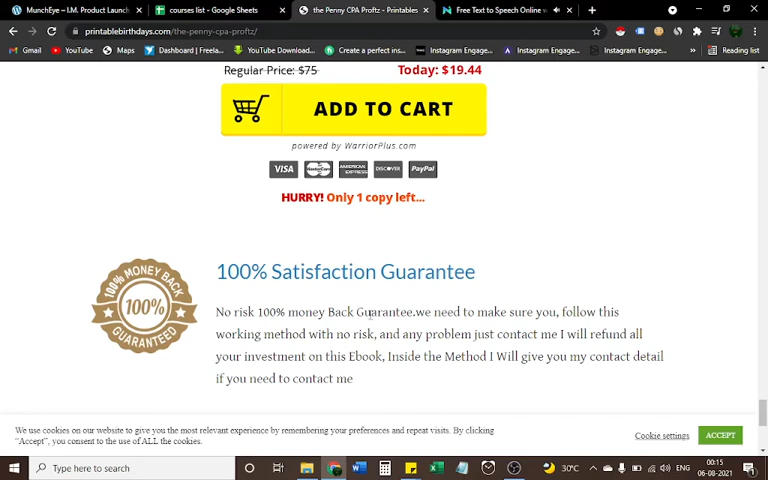 MunchEye – I.M. Product Launch
courses list - Google Sheets
the Penny CPA Proftz - Printables
Free Text to Speech Online
printablebirthdays.com/the-penny-cpa-proftz/
Gmail
YouTube
Maps
Dashboard | Freela...
YouTube Download...
Create a perfect ins...
Instagram Engage...
Instagram Engage...
Instagram Engage...
Reading list
Regular Price: $75
Today: $19.44
ADD TO CART
powered by WarriorPlus.com
VISA
MasterCard
AMERICAN EXPRESS
DISCOVER
PayPal
HURRY! Only 1 copy left...
100% MONEY BACK
100%
GUARANTEED
100% Satisfaction Guarantee
No risk 100% money Back Guarantee.we need to make sure you, follow this
working method with no risk, and any problem just contact me I will refund all
your investment on this Ebook, Inside the Method I Will give you my contact detail
if you need to contact me
We use cookies on our website to give you the most relevant experience by remembering your preferences and repeat visits. By clicking
“Accept”, you consent to the use of ALL the cookies.
Cookie settings
ACCEPT
Type here to search
30°C
ENG
00:15
06-08-2021